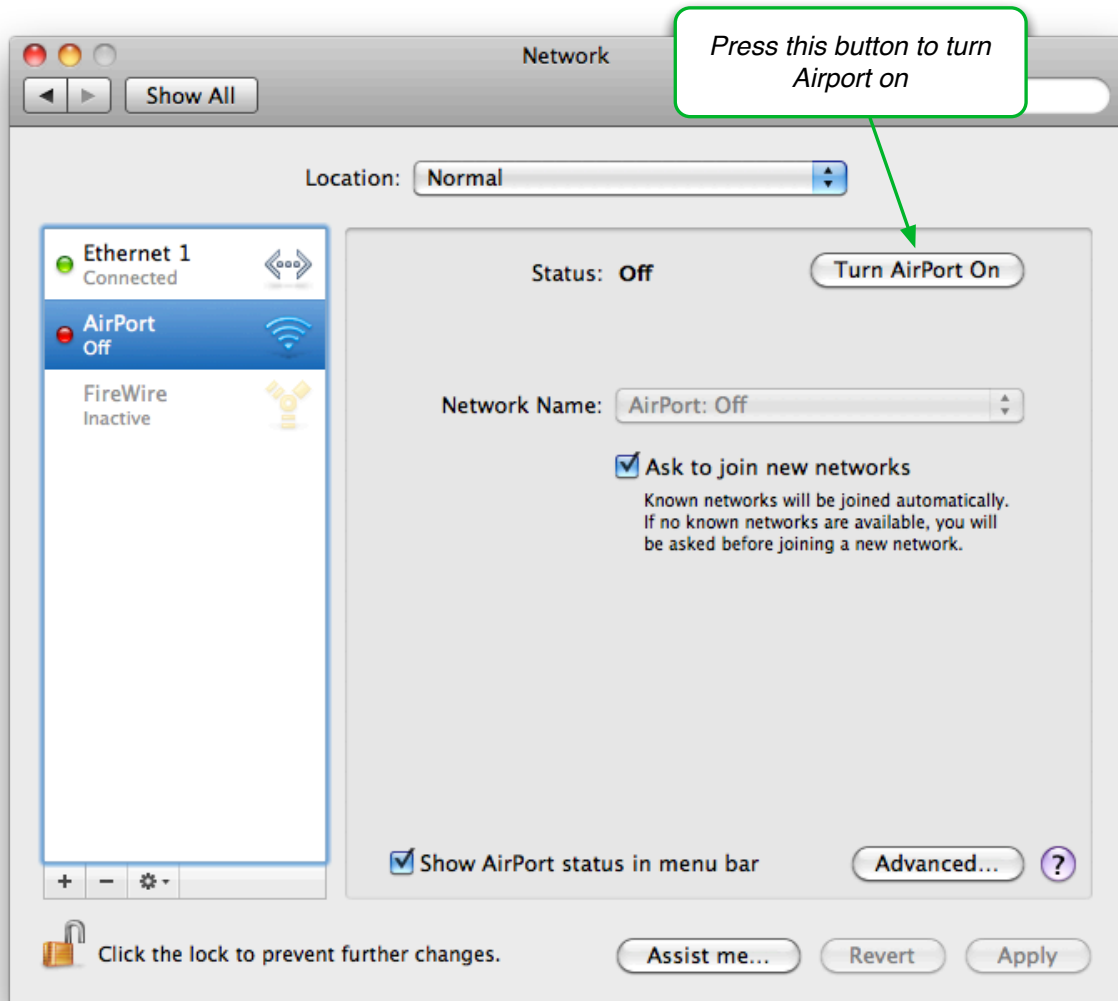 Press this button to turn
Airport on
Network
Show All
Location: Normal
Ethernet 1
Connected
AirPort
Off
FireWire
Inactive
Status: Off
Turn AirPort On
Network Name: AirPort: Off
Ask to join new networks
Known networks will be joined automatically.
If no known networks are available, you will
be asked before joining a new network.
Show AirPort status in menu bar
Advanced...
?
Click the lock to prevent further changes.
Assist me...
Revert
Apply